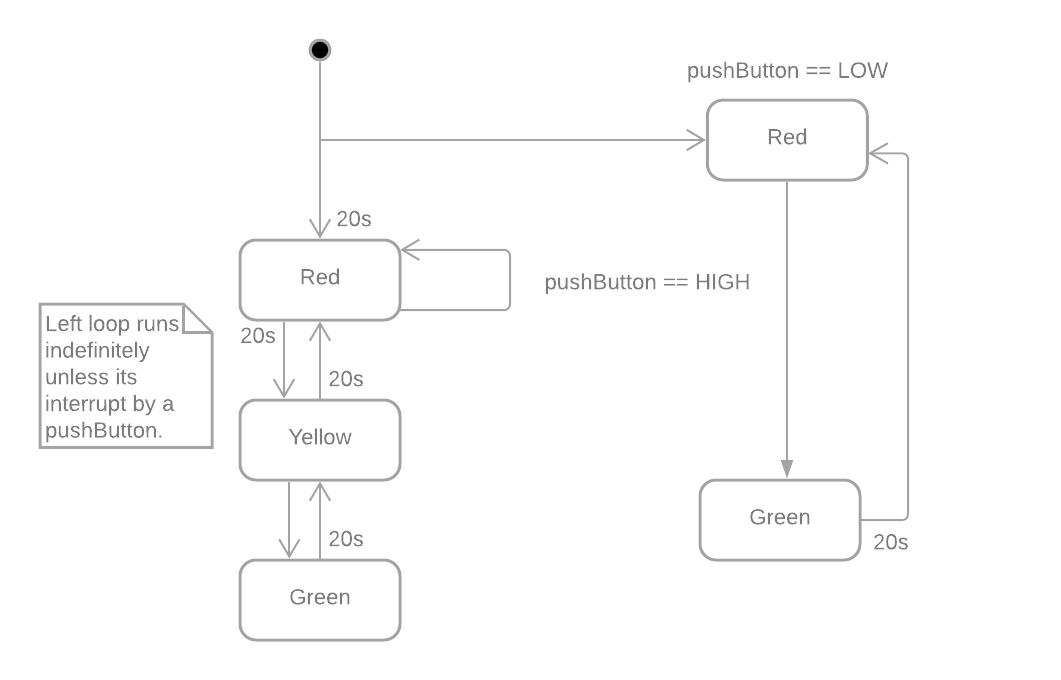 pushButton == LOW
Red
20s
Red
pushButton == HIGH
Left loop runs
indefinitely
unless its
interrupt by a
pushButton.
20s
20s
Yellow
20s
Green
Green
20s